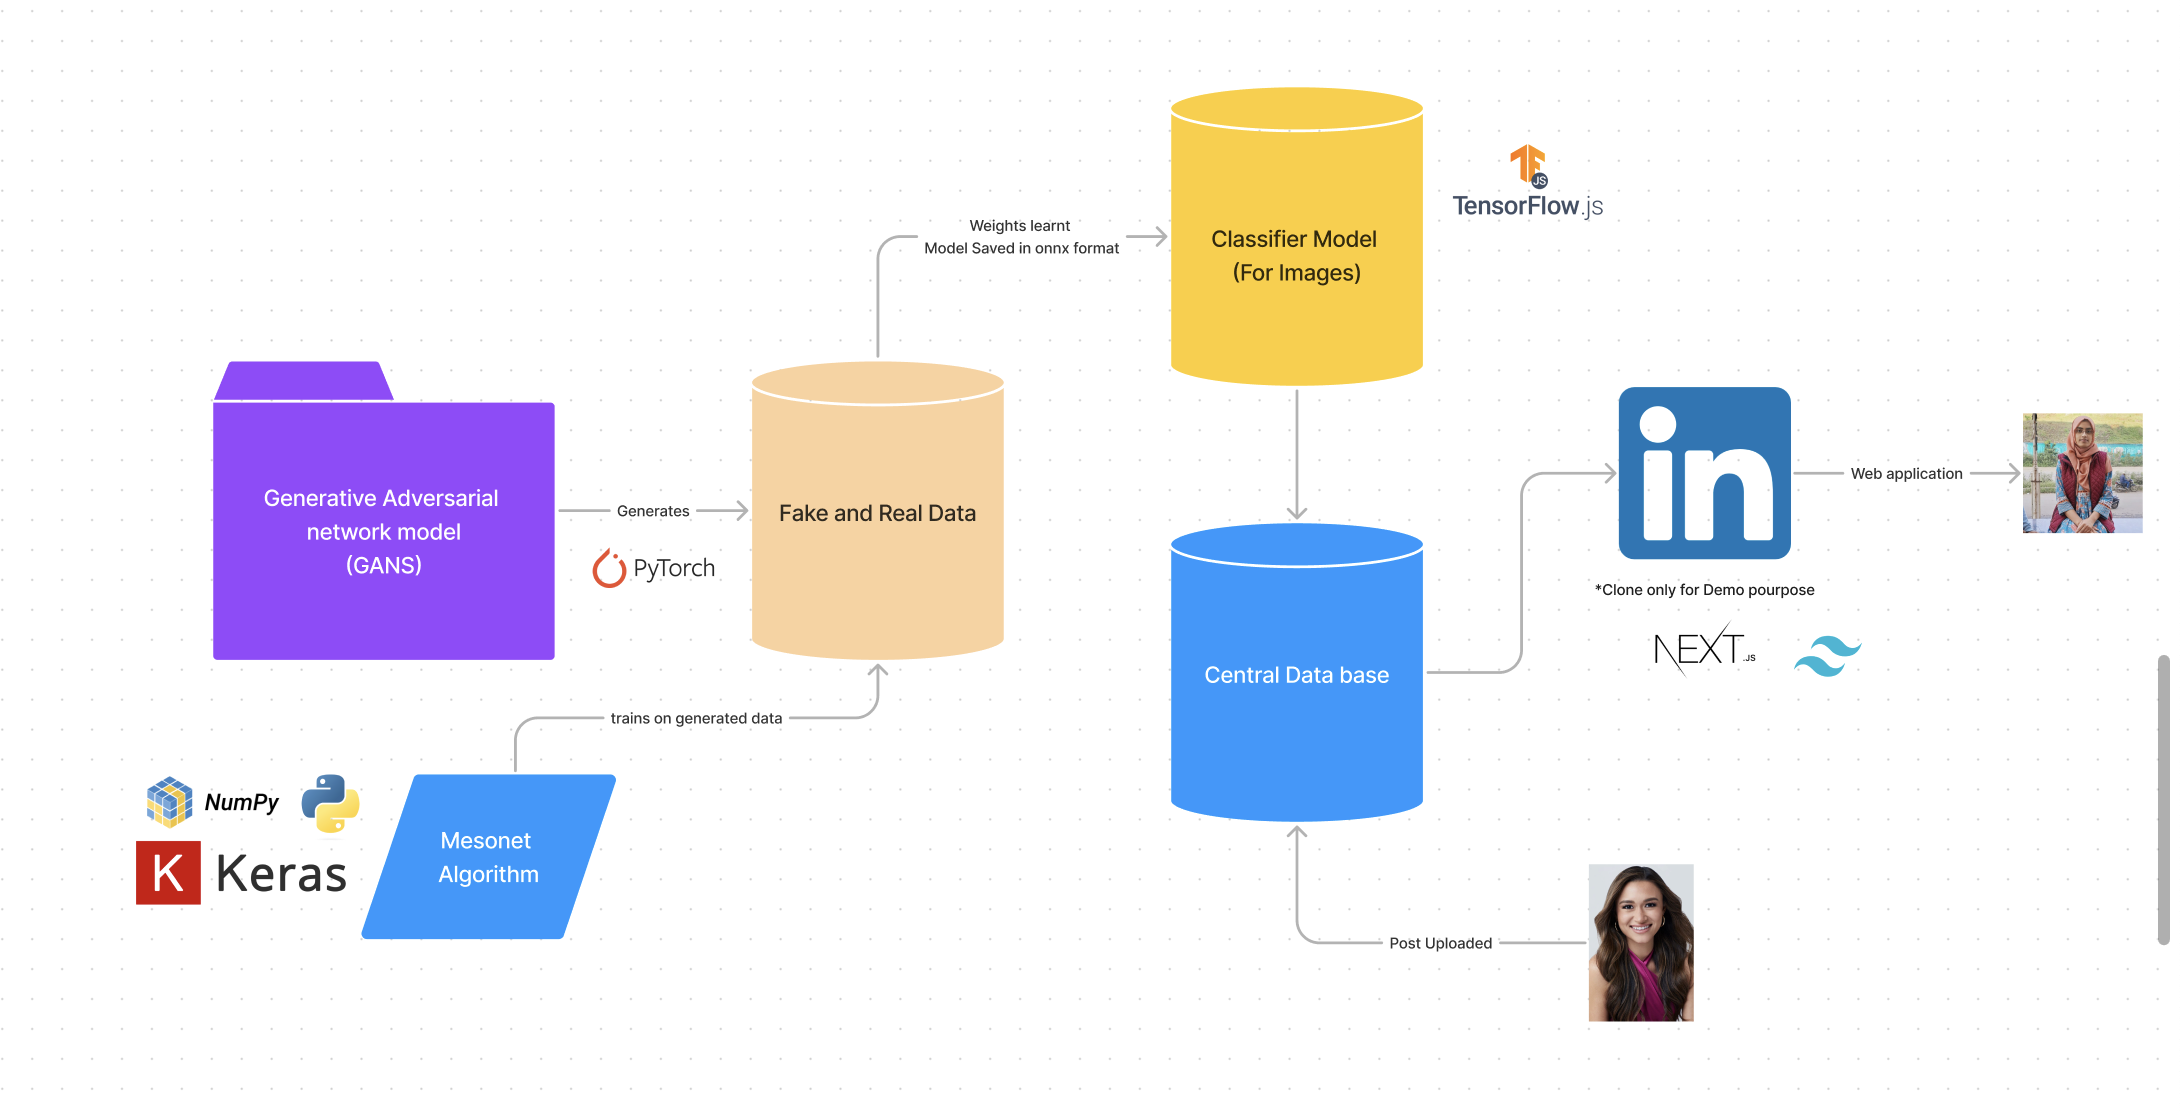 Weights learnt
Model Saved in onnx format
Classifier Model
(For Images)
JS
TensorFlow.js
Generative Adversarial
network model
(GANS)
Generates
PyTorch
Fake and Real Data
in
Web application
*Clone only for Demo pourpose
NEXT.JS
Central Data base
trains on generated data
NumPy
K Keras
Mesonet
Algorithm
Post Uploaded